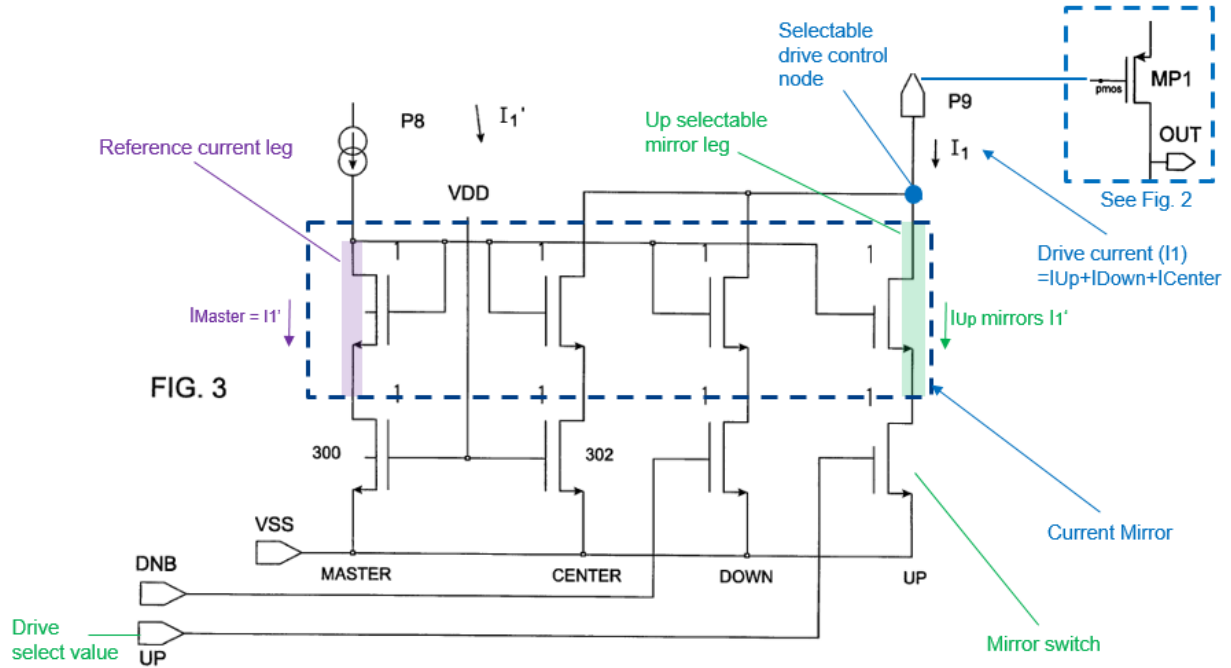 Selectable
drive control
node
MP1
pmos
OUT
See Fig. 2
P8
I₁'
P9
I₁
Reference current leg
Up selectable
mirror leg
VDD
Drive current (I1)
=IUp+IDown+ICenter
1
1
1
1
IMaster = I1'
IUp mirrors I1'
FIG. 3
1
1
1
1
300
302
VSS
Current Mirror
DNB
MASTER
CENTER
DOWN
UP
Drive
select value
UP
Mirror switch